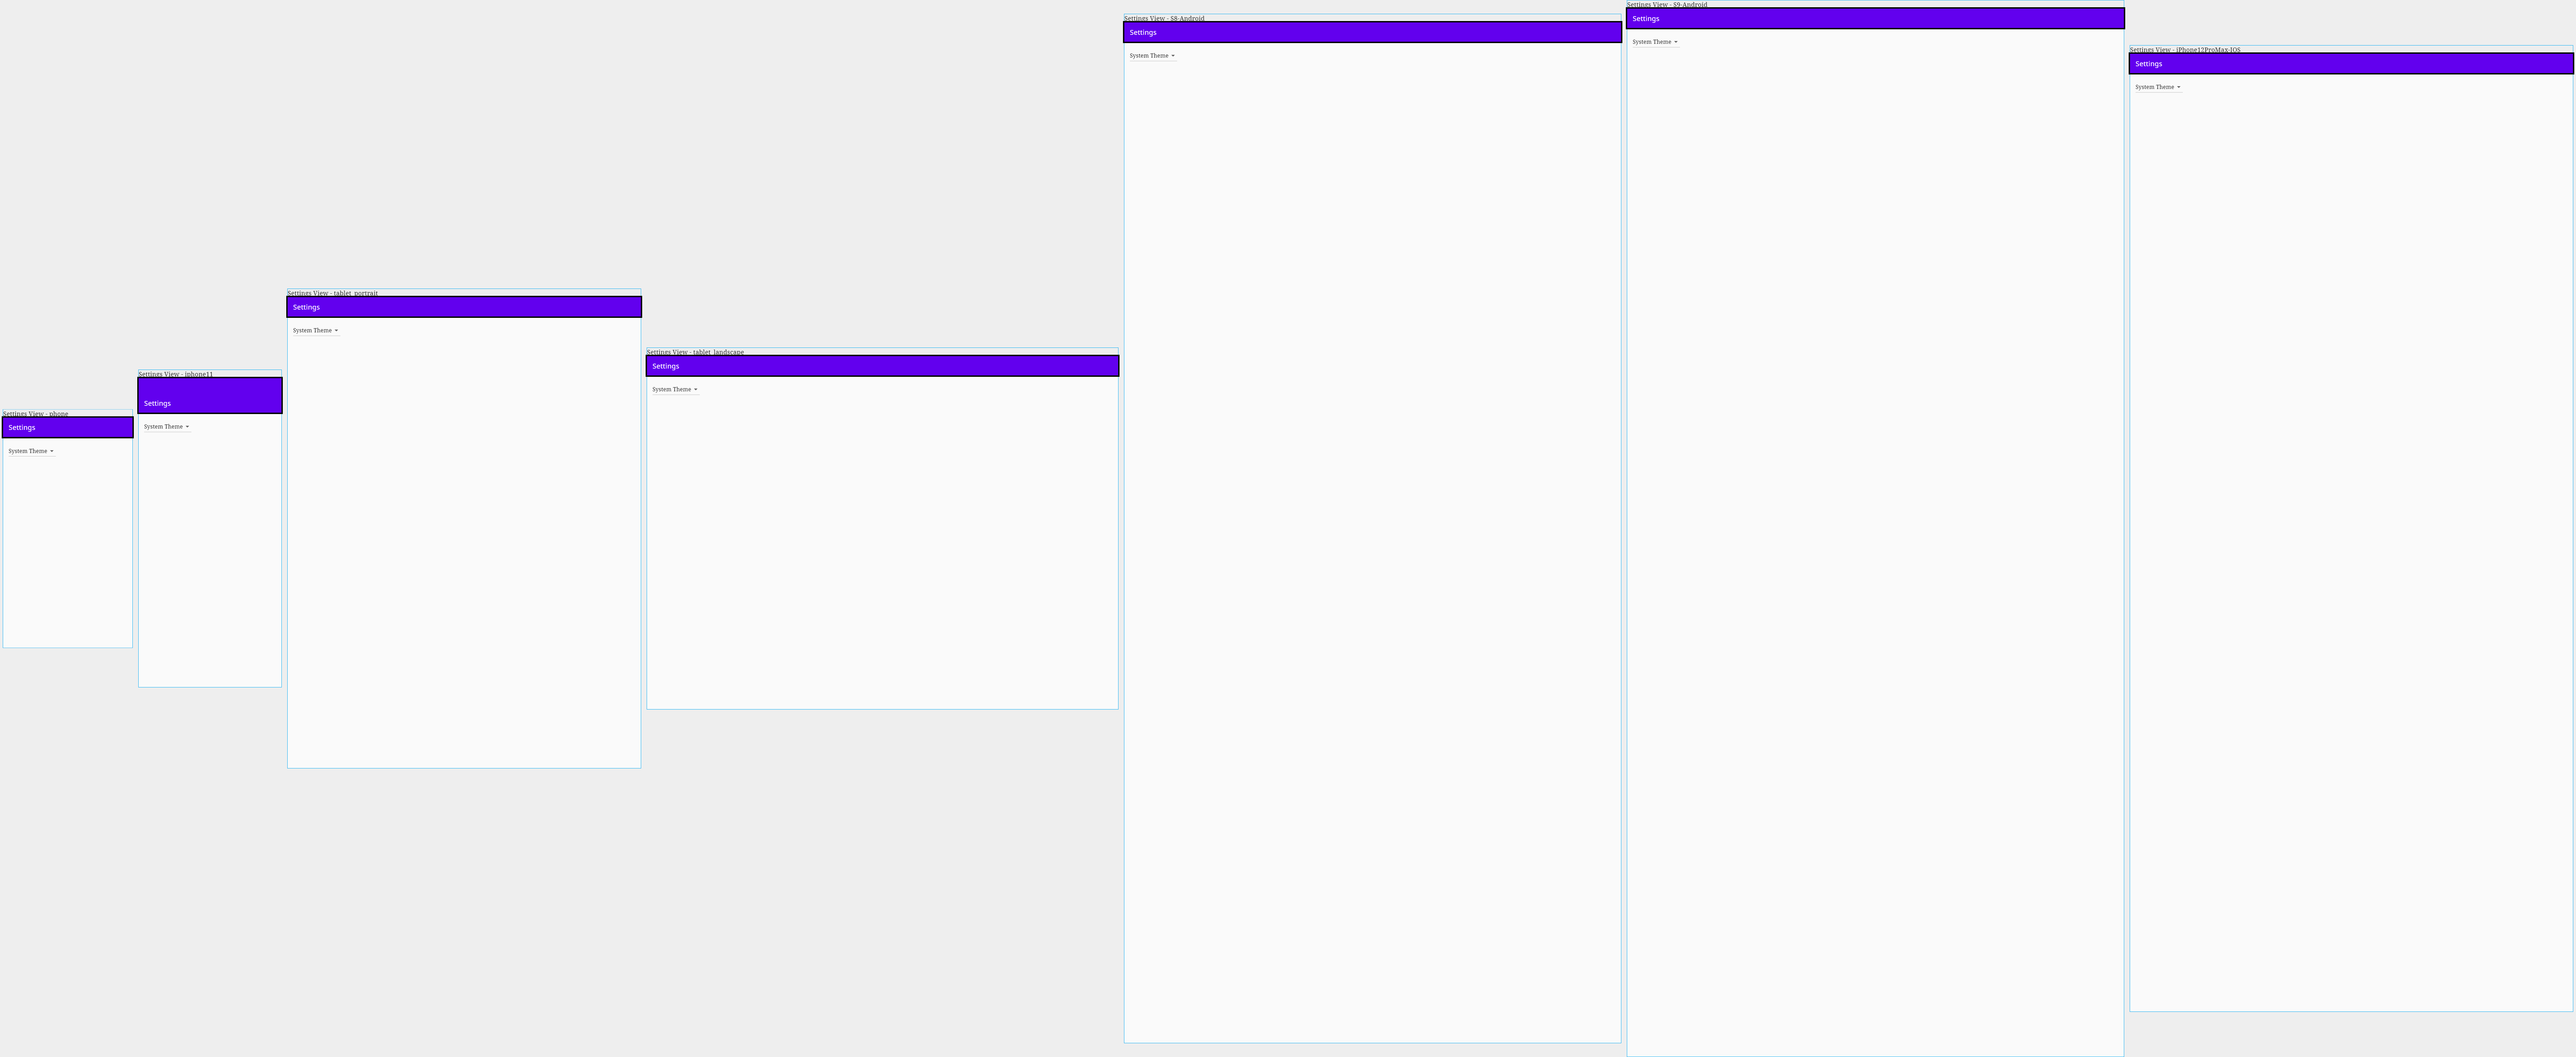 Settings View - phone
Settings
System Theme
Settings View - iphone11
Settings
System Theme
Settings View - tablet_portrait
Settings
System Theme
Settings View - tablet_landscape
Settings
System Theme
Settings View - S8-Android
Settings
System Theme
Settings View - S9-Android
Settings
System Theme
Settings View - iPhone12ProMax-IOS
Settings
System Theme